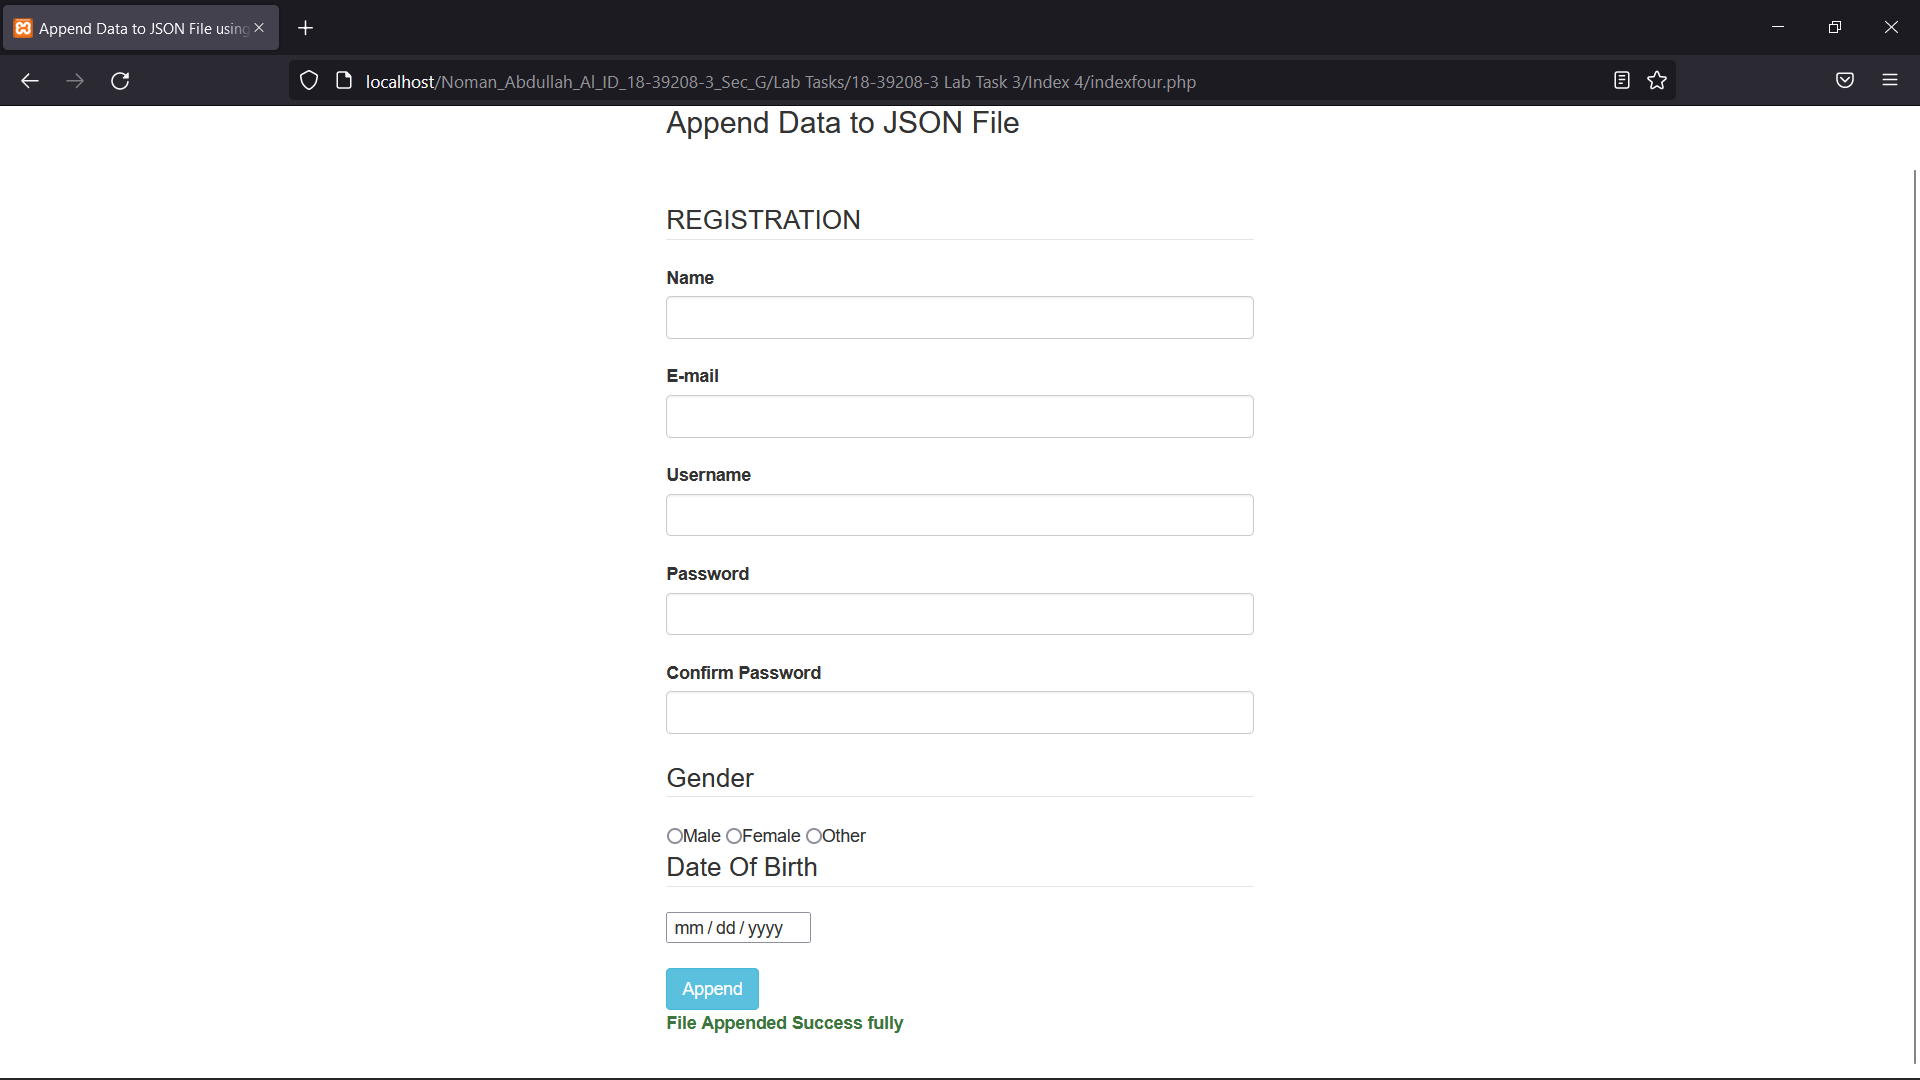 Append Data to JSON File using
localhost/Noman_Abdullah_Al_ID_18-39208-3_Sec_G/Lab Tasks/18-39208-3 Lab Task 3/Index 4/indexfour.php
Append Data to JSON File
REGISTRATION
Name
E-mail
Username
Password
Confirm Password
Gender
Male Female Other
Date Of Birth
mm / dd / yyyy
Append
File Appended Success fully